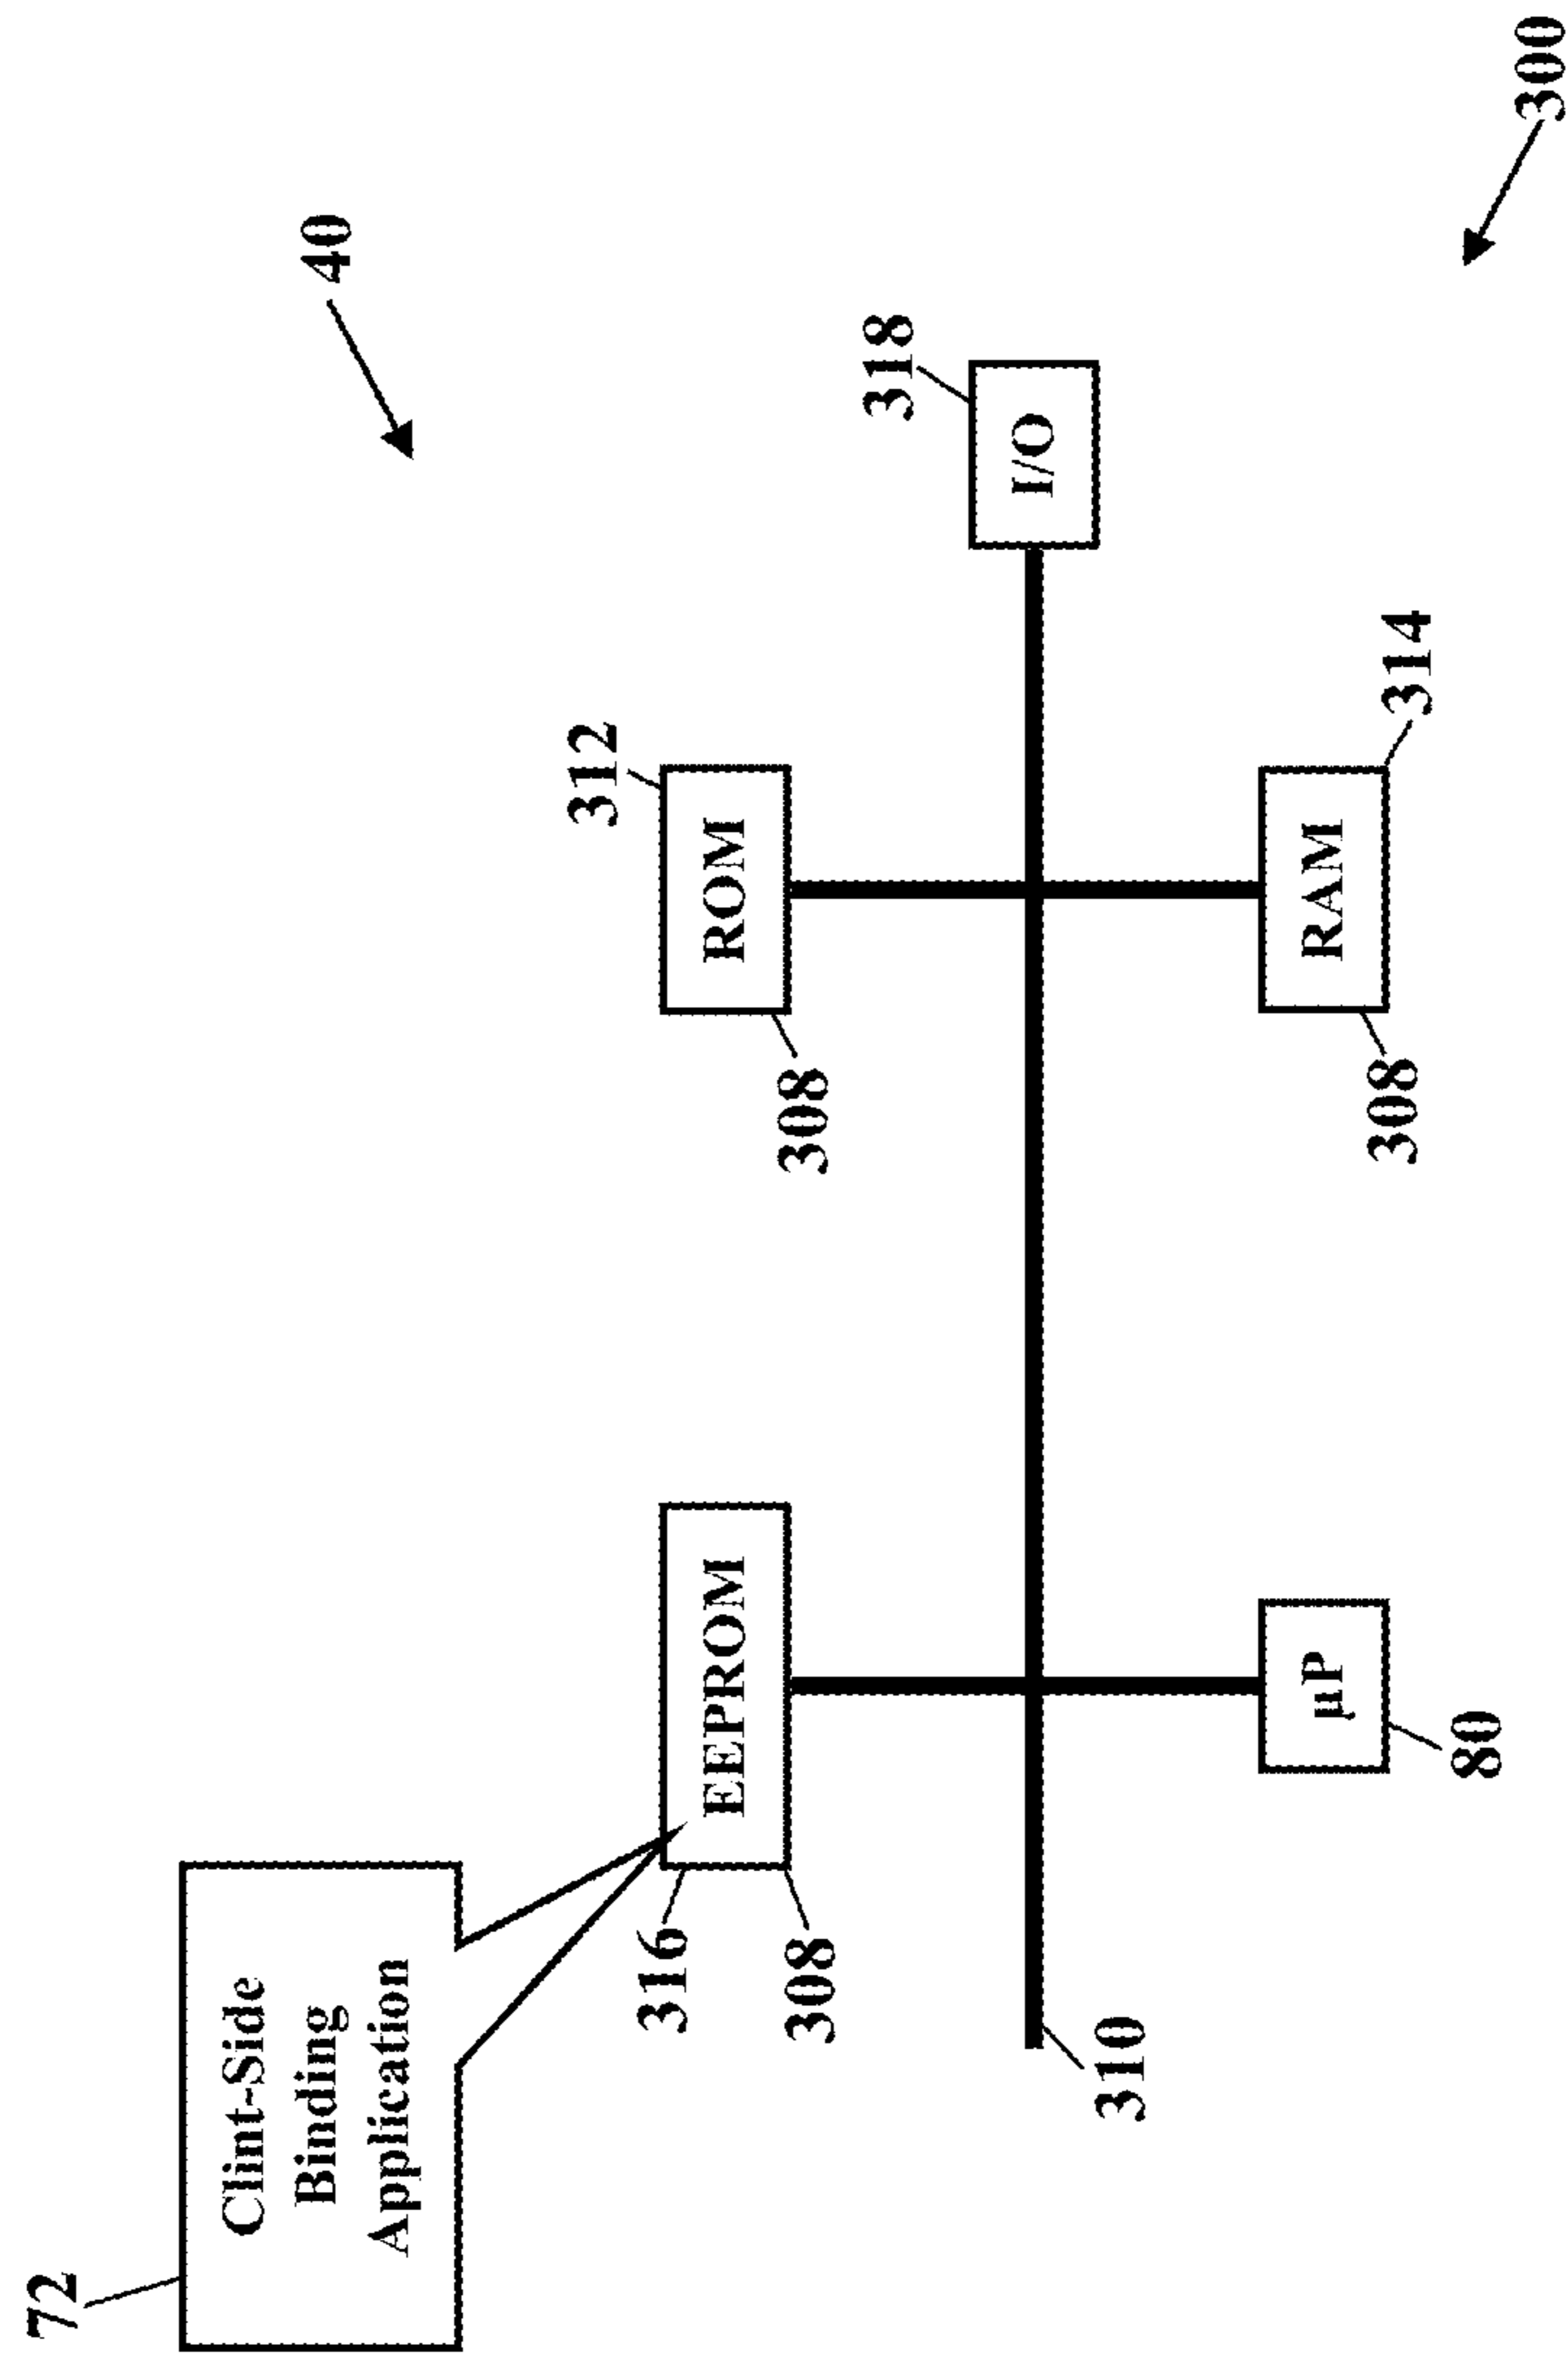 72
Clint-Side
Binding
Application
40
316
EEPROM
308
312
ROM
308
318
I/O
310
µP
80
RAM
314
308
300